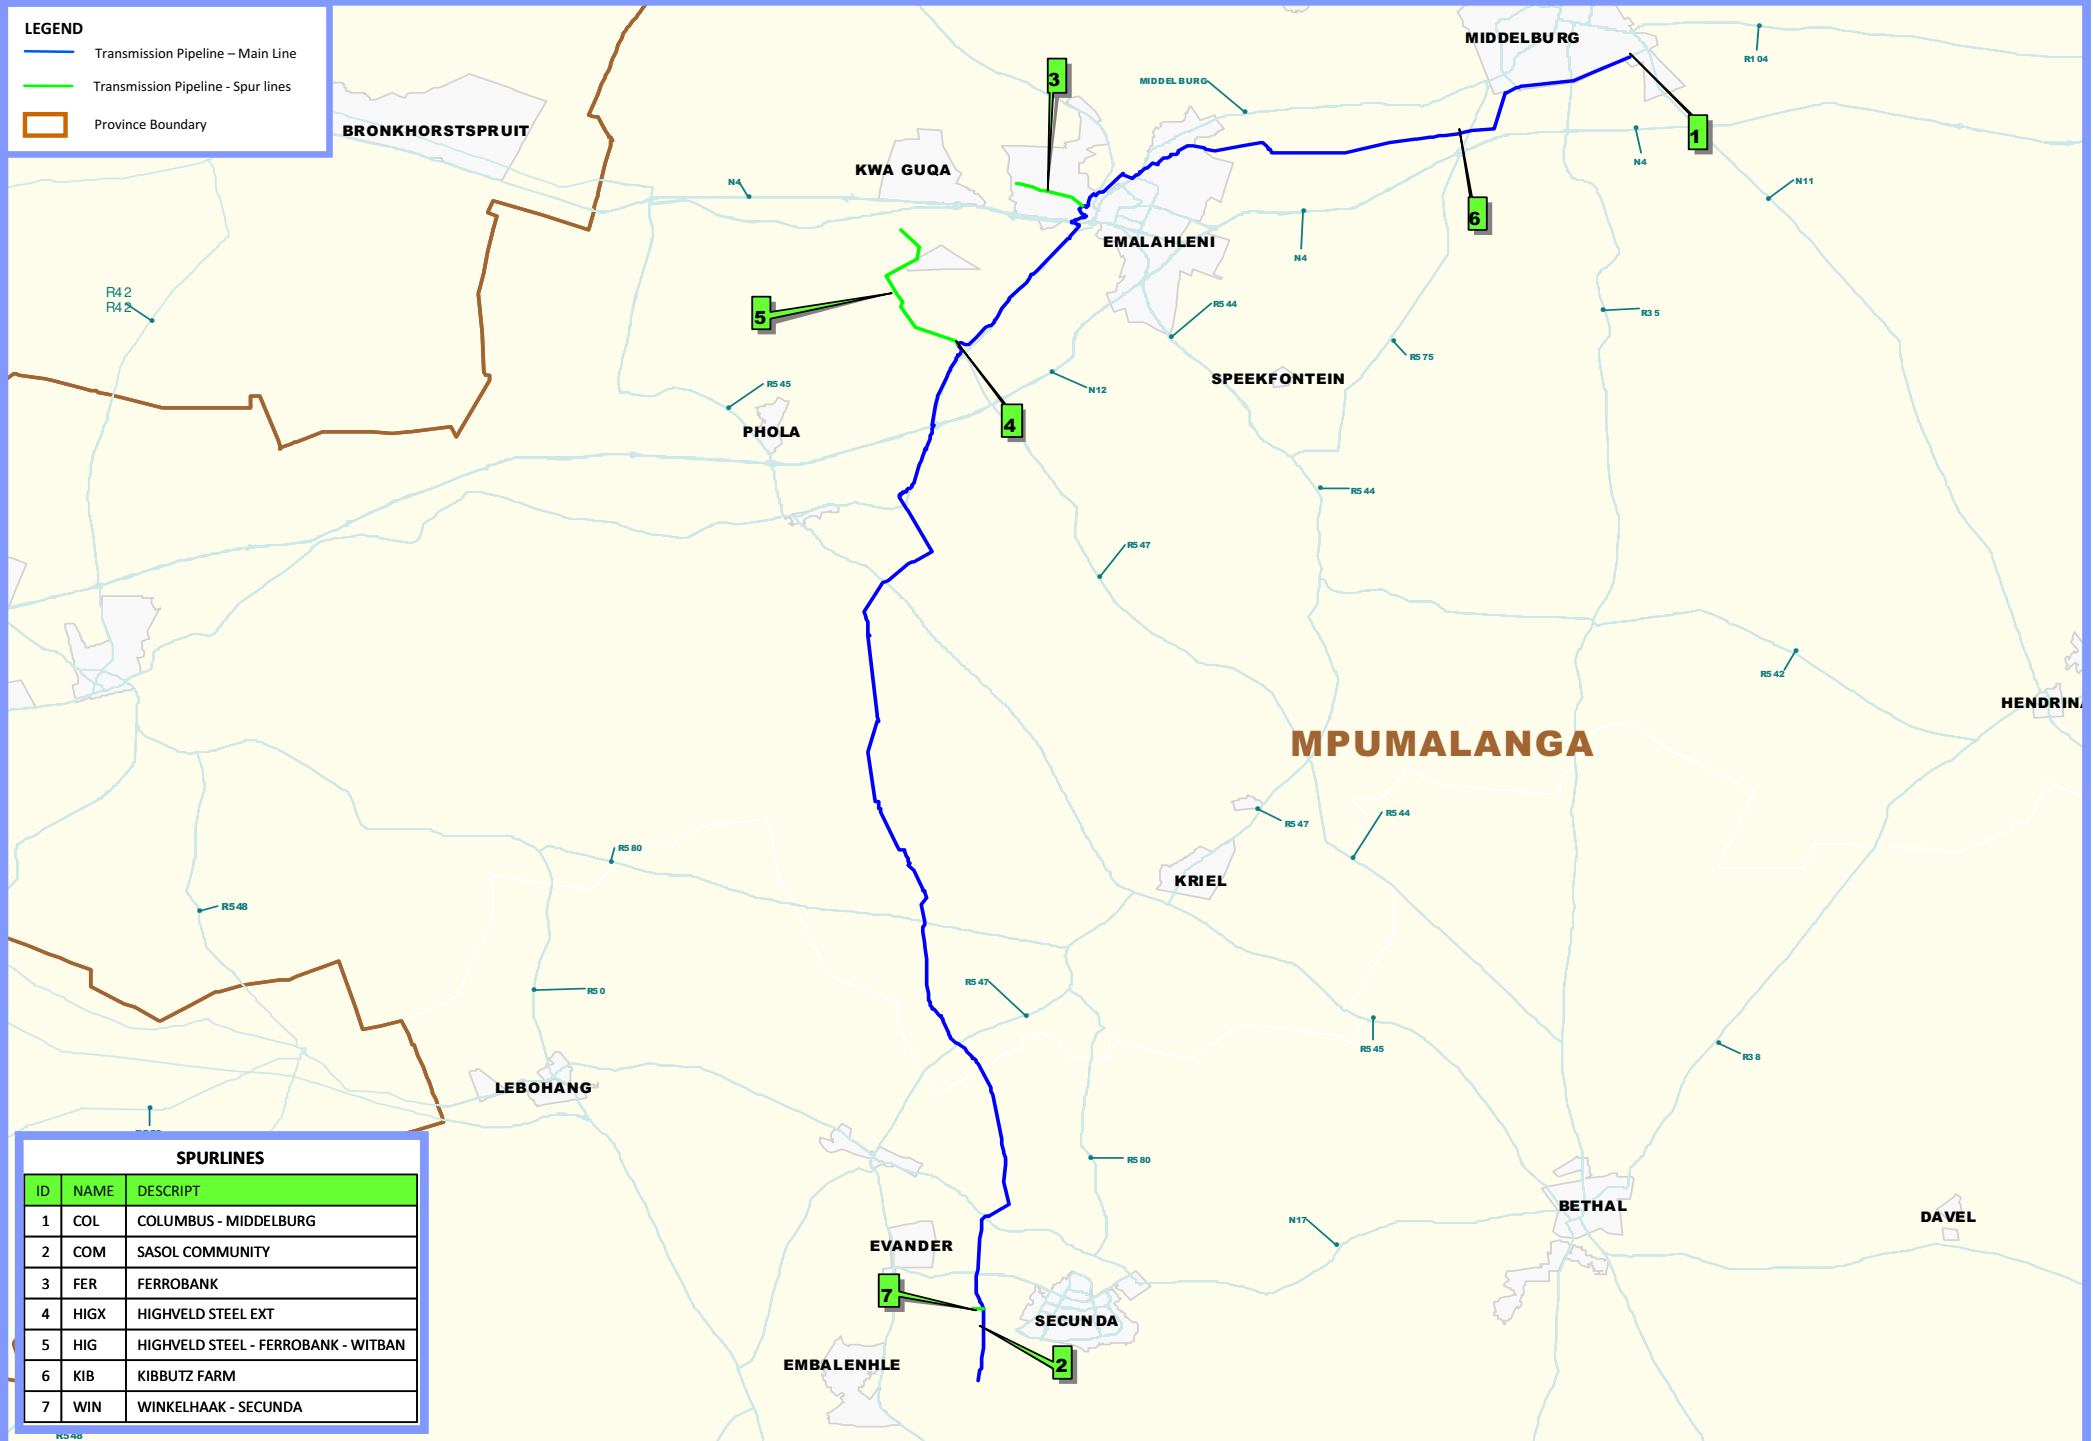 LEGEND
Transmission Pipeline – Main Line
Transmission Pipeline - Spur lines
Province Boundary
MIDDELBURG
R104
3
MIDDELBURG
BRONKHORSTSPRUIT
1
KWA GUQA
N4
N4
N11
6
EMALAHLENI
N4
R42
R42
R544
5
R35
R575
SPEEKFONTEIN
R545
N12
4
PHOLA
R544
R547
R542
HENDRINA
MPUMALANGA
R547
R544
R580
KRIEL
R548
R547
R50
R545
R38
LEBOHANG
R580
BETHAL
DAVEL
N17
EVANDER
7
SECUNDA
EMBALENHLE
2
SPURLINES
ID NAME DESCRIPT
1 COL COLUMBUS - MIDDELBURG
2 COM SASOL COMMUNITY
3 FER FERROBANK
4 HIGX HIGHVELD STEEL EXT
5 HIG HIGHVELD STEEL - FERROBANK - WITBAN
6 KIB KIBBUTZ FARM
7 WIN WINKELHAAK - SECUNDA
R548